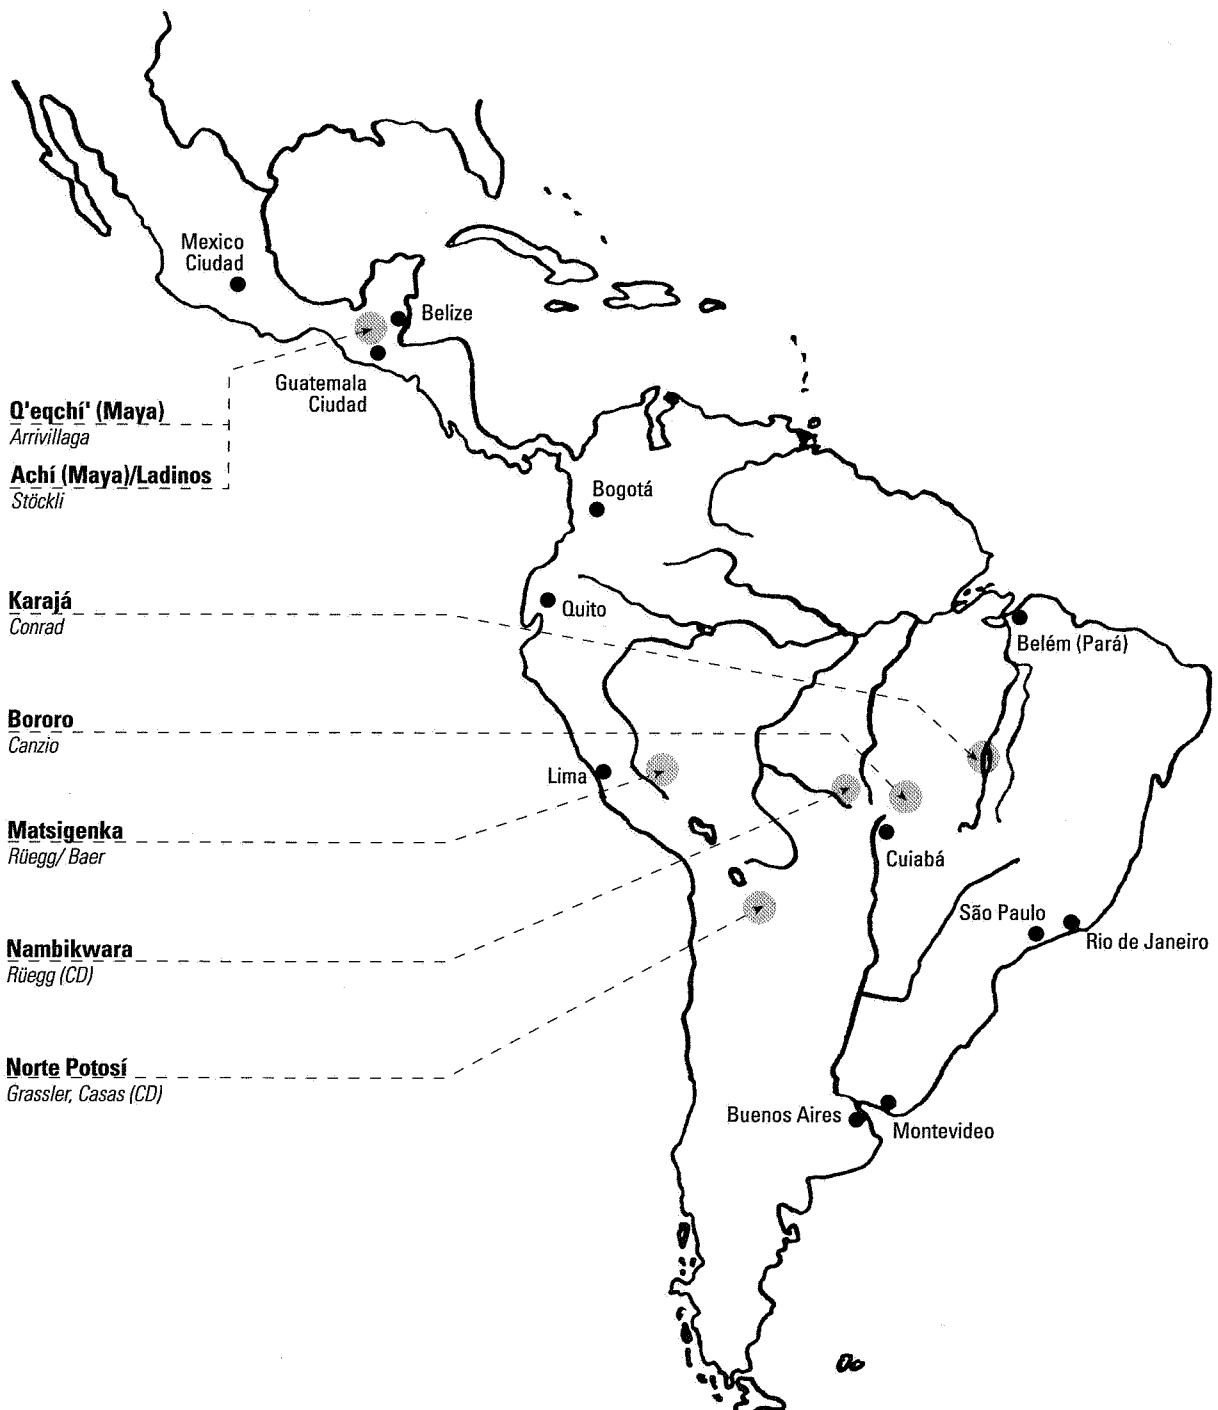 Mexico
Ciudad
Belize
Guatemala
Ciudad
Q'eqchí' (Maya)
Arrivillaga
Achí (Maya)/Ladinos
Stöckli
Bogotá
Karajá
Conrad
Quito
Belém (Pará)
Bororo
Canzio
Lima
Matsigenka
Rüegg/ Baer
Cuiabá
São Paulo
Rio de Janeiro
Nambikwara
Rüegg (CD)
Norte Potosí
Grassler, Casas (CD)
Buenos Aires
Montevideo